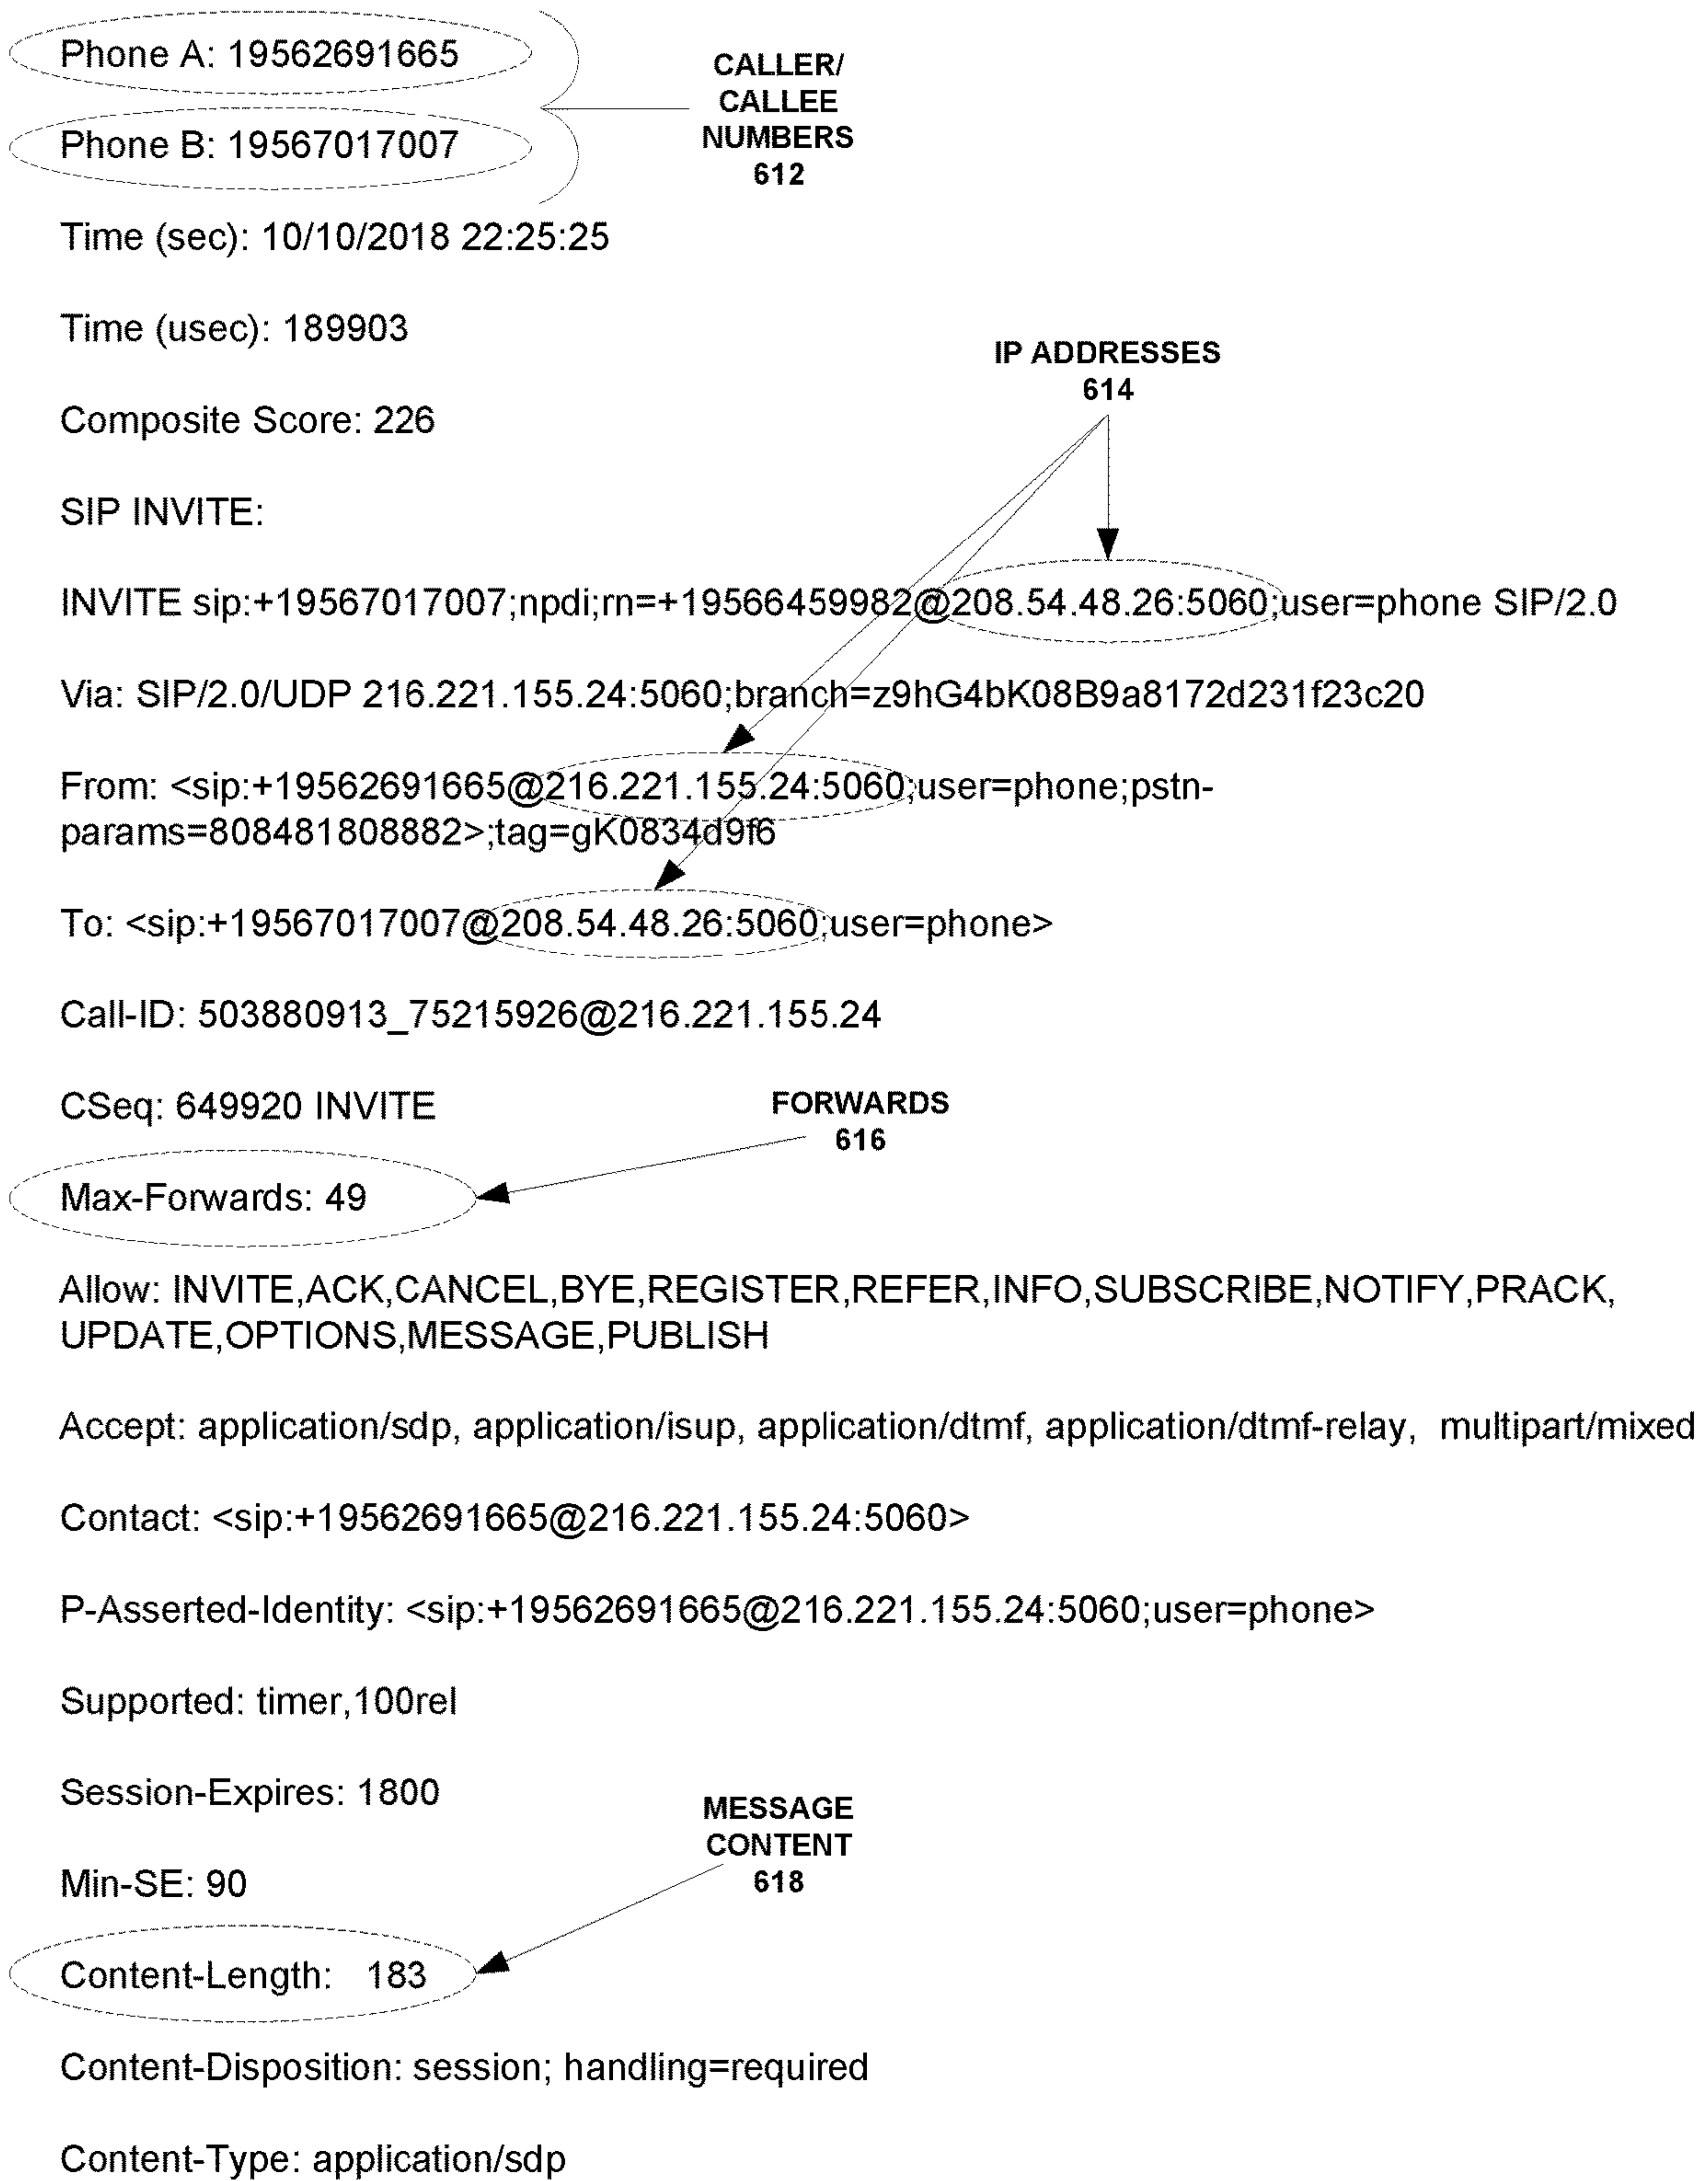 Phone A: 19562691665
CALLER/
CALLEE
NUMBERS
612
Phone B: 19567017007
Time (sec): 10/10/2018 22:25:25
Time (usec): 189903
IP ADDRESSES
614
Composite Score: 226
SIP INVITE:
INVITE sip:+19567017007;npdi;rn=+19566459982@208.54.48.26:5060;user=phone SIP/2.0
Via: SIP/2.0/UDP 216.221.155.24:5060;branch=z9hG4bK08B9a8172d231f23c20
From: <sip:+19562691665@216.221.155.24:5060;user=phone;pstn-
params=808481808882>;tag=gK0834d9f6
To: <sip:+19567017007@208.54.48.26:5060;user=phone>
Call-ID: 503880913_75215926@216.221.155.24
CSeq: 649920 INVITE
FORWARDS
616
Max-Forwards: 49
Allow: INVITE,ACK,CANCEL,BYE,REGISTER,REFER,INFO,SUBSCRIBE,NOTIFY,PRACK,
UPDATE,OPTIONS,MESSAGE,PUBLISH
Accept: application/sdp, application/isup, application/dtmf, application/dtmf-relay,  multipart/mixed
Contact: <sip:+19562691665@216.221.155.24:5060>
P-Asserted-Identity: <sip:+19562691665@216.221.155.24:5060;user=phone>
Supported: timer,100rel
Session-Expires: 1800
MESSAGE
CONTENT
618
Min-SE: 90
Content-Length:   183
Content-Disposition: session; handling=required
Content-Type: application/sdp